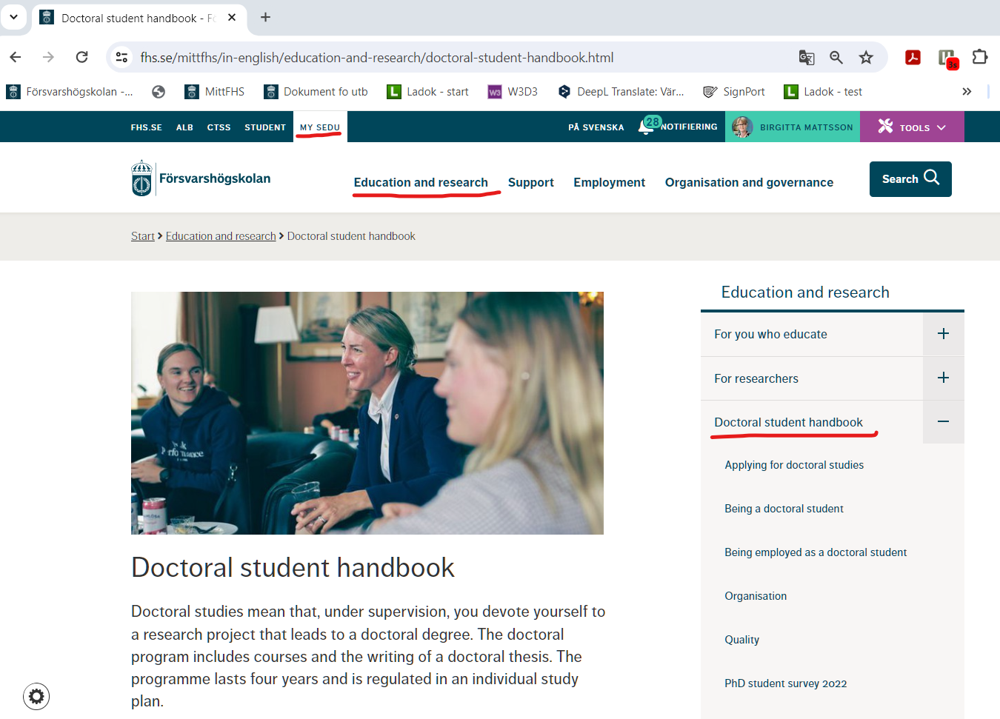 Doctoral student handbook - Fö
fhs.se/mittfhs/in-english/education-and-research/doctoral-student-handbook.html
3s
Försvarshögskolan -... MittFHS Dokument fo utb Ladok - start W3D3 DeepL Translate: Vär... SignPort Ladok - test
FHS.SE ALB CTSS STUDENT MY SEDU PÅ SVENSKA 28 NOTIFIERING BIRGITTA MATTSSON TOOLS
Försvarshögskolan Education and research Support Employment Organisation and governance Search
Start Education and research Doctoral student handbook
Education and research
For you who educate
For researchers
Doctoral student handbook
Applying for doctoral studies
Being a doctoral student
Being employed as a doctoral student
Organisation
Quality
PhD student survey 2022
Doctoral student handbook
Doctoral studies mean that, under supervision, you devote yourself to
a research project that leads to a doctoral degree. The doctoral
program includes courses and the writing of a doctoral thesis. The
programme lasts four years and is regulated in an individual study
plan.